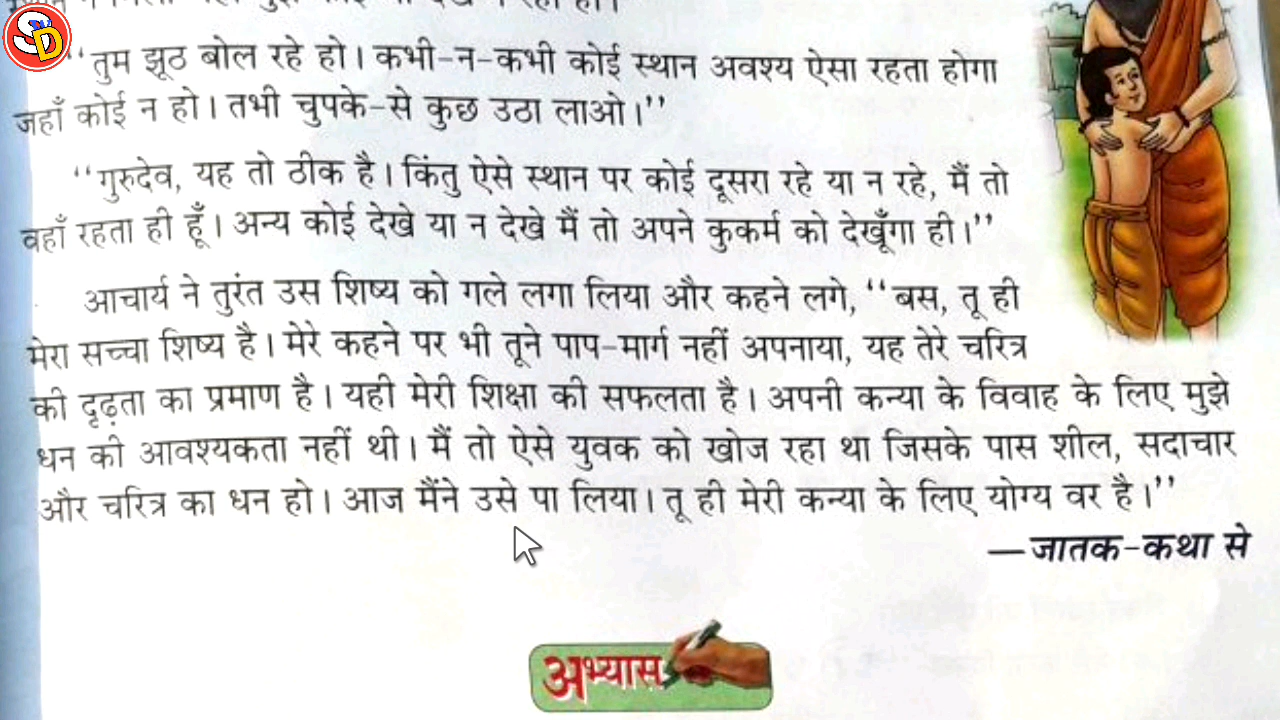 SD
“तुम झूठ बोल रहे हो। कभी-न-कभी कोई स्थान अवश्य ऐसा रहता होगा
जहाँ कोई न हो। तभी चुपके-से कुछ उठा लाओ।”
“गुरुदेव, यह तो ठीक है। किंतु ऐसे स्थान पर कोई दूसरा रहे या न रहे, मैं तो
वहाँ रहता ही हूँ। अन्य कोई देखे या न देखे मैं तो अपने कुकर्म को देखूँगा ही।”
आचार्य ने तुरंत उस शिष्य को गले लगा लिया और कहने लगे, “बस, तू ही
मेरा सच्चा शिष्य है। मेरे कहने पर भी तूने पाप-मार्ग नहीं अपनाया, यह तेरे चरित्र
की दृढ़ता का प्रमाण है। यही मेरी शिक्षा की सफलता है। अपनी कन्या के विवाह के लिए मुझे
धन की आवश्यकता नहीं थी। मैं तो ऐसे युवक को खोज रहा था जिसके पास शील, सदाचार
और चरित्र का धन हो। आज मैंने उसे पा लिया। तू ही मेरी कन्या के लिए योग्य वर है।”
—जातक-कथा से
अभ्यास